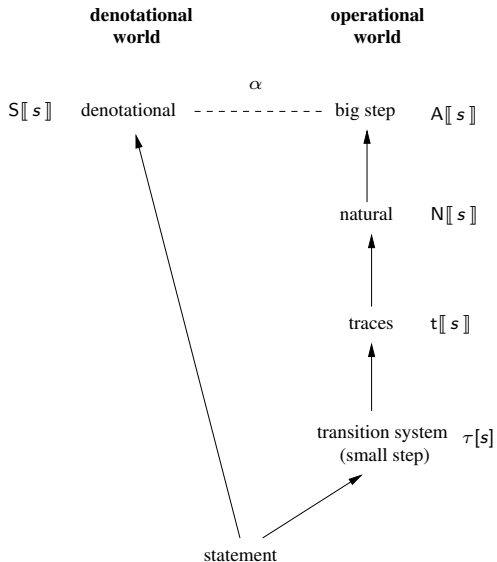 denotational
world
operational
world
α
S⟦ s ⟧ denotational big step A⟦ s ⟧
natural N⟦ s ⟧
traces t⟦ s ⟧
transition system
(small step)
τ[s]
statement